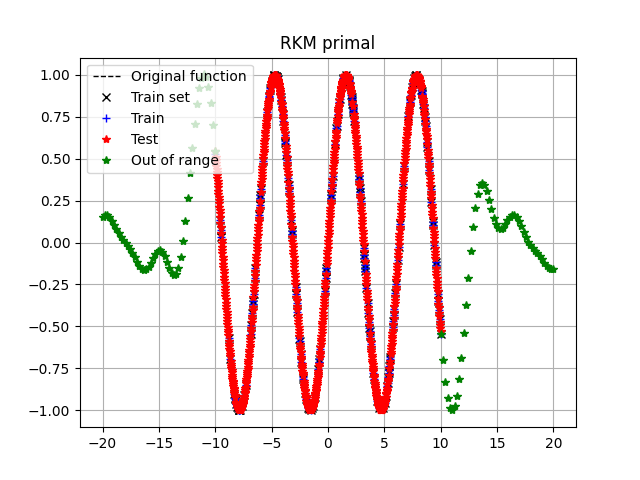 RKM primal
Original function
Train set
Train
Test
Out of range
1.00
0.75
0.50
0.25
0.00
−0.25
−0.50
−0.75
−1.00
−20 −15 −10 −5 0 5 10 15 20